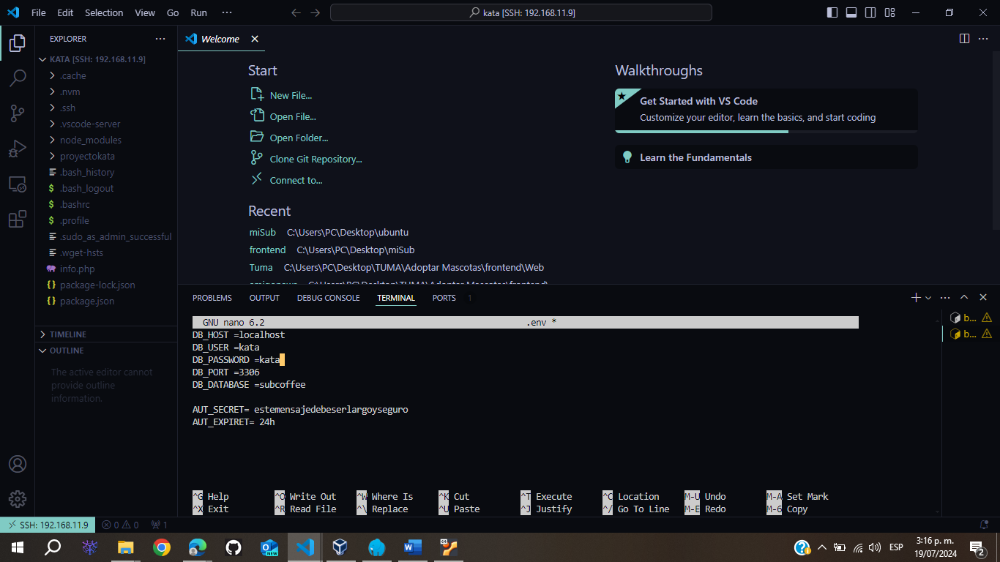 File Edit Selection View Go Run ···
kata [SSH: 192.168.11.9]
EXPLORER
KATA [SSH: 192.168.11.9]
.cache
.nvm
.ssh
.vscode-server
node_modules
proyectokata
.bash_history
.bash_logout
$ .bashrc
$ .profile
.sudo_as_admin_successful
.wget-hsts
info.php
{} package-lock.json
{} package.json
TIMELINE
OUTLINE
The active editor cannot
provide outline
information.
Welcome
Start
New File...
Open File...
Open Folder...
Clone Git Repository...
Connect to...
Recent
miSub C:\Users\PC\Desktop\ubuntu
frontend C:\Users\PC\Desktop\miSub
Tuma C:\Users\PC\Desktop\TUMA\Adoptar Mascotas\frontend\Web
Walkthroughs
Get Started with VS Code
Customize your editor, learn the basics, and start coding
Learn the Fundamentals
PROBLEMS OUTPUT DEBUG CONSOLE TERMINAL PORTS 1
GNU nano 6.2 .env *
DB_HOST =localhost
DB_USER =kata
DB_PASSWORD =kata
DB_PORT =3306
DB_DATABASE =subcoffee
AUT_SECRET= estemensajedebeserlargoyseguro
AUT_EXPIRET= 24h
^G Help ^O Write Out ^W Where Is ^K Cut ^T Execute ^C Location M-U Undo M-A Set Mark
^X Exit ^R Read File ^\ Replace ^U Paste ^J Justify ^/ Go To Line M-E Redo M-6 Copy
b...
b...
SSH: 192.168.11.9 0 0 1
ESP
3:16 p. m.
19/07/2024
2